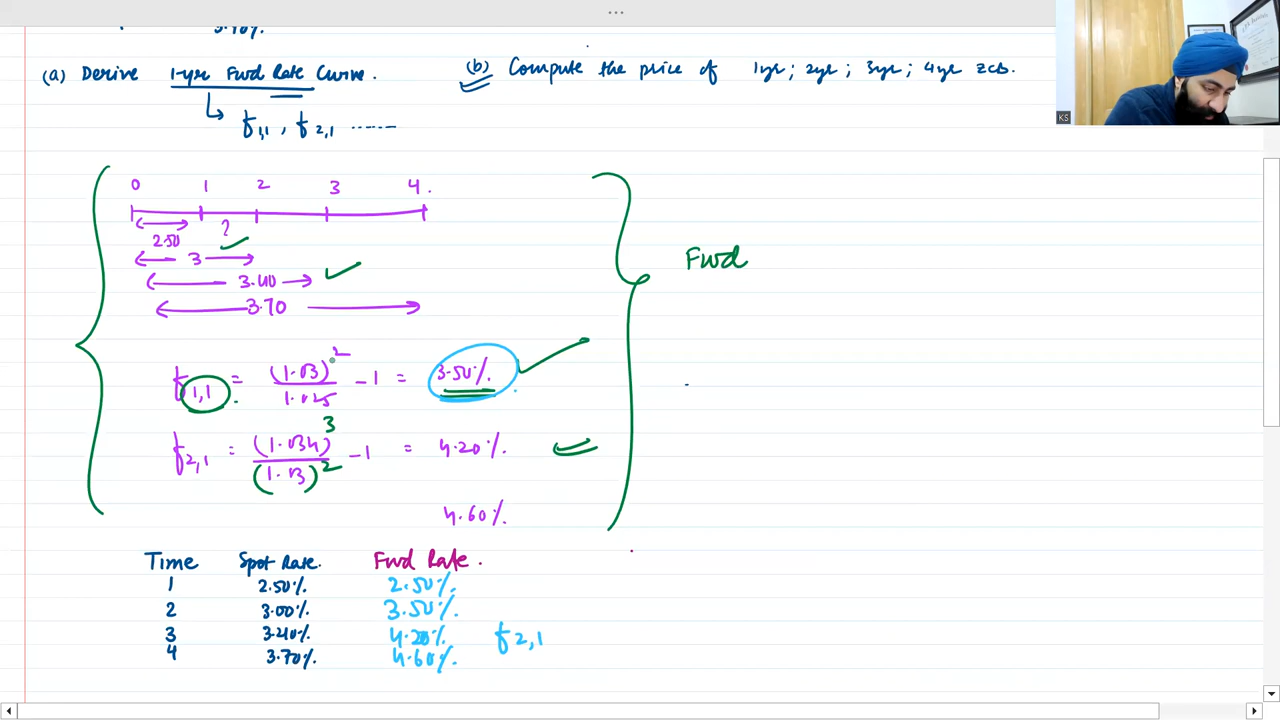 3.70%.
(a) Derive 1-yr Fwd Rate Curve.
(b) Compute the price of 1yr; 2yr; 3yr; 4yr zcb.
f1,1, f2,1 ........
0 1 2 3 4.
2.50 ?
3
3.40
3.70
Fwd
f1,1 = (1.03)^2 / 1.025 - 1 = 3.50%.
f2,1 = (1.034)^3 / (1.03)^2 - 1 = 4.20%.
4.60%.
Time Spot Rate. Fwd Rate.
1 2.50%. 2.50%.
2 3.00%. 3.50%.
3 3.40%. 4.20%. f2,1
4 3.70%. 4.60%.
KS